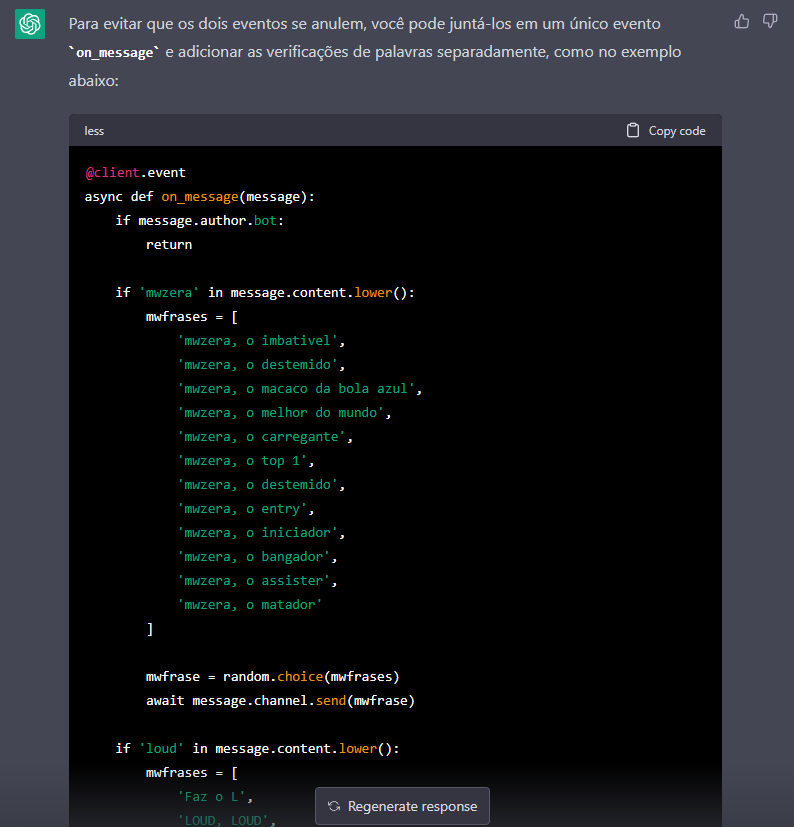 Para evitar que os dois eventos se anulem, você pode juntá-los em um único evento
`on_message` e adicionar as verificações de palavras separadamente, como no exemplo
abaixo:
less
Copy code
@client.event
async def on_message(message):
    if message.author.bot:
        return

    if 'mwzera' in message.content.lower():
        mwfrases = [
            'mwzera, o imbativel',
            'mwzera, o destemido',
            'mwzera, o macaco da bola azul',
            'mwzera, o melhor do mundo',
            'mwzera, o carregante',
            'mwzera, o top 1',
            'mwzera, o destemido',
            'mwzera, o entry',
            'mwzera, o iniciador',
            'mwzera, o bangador',
            'mwzera, o assister',
            'mwzera, o matador'
        ]

        mwfrase = random.choice(mwfrases)
        await message.channel.send(mwfrase)

    if 'loud' in message.content.lower():
        mwfrases = [
            'Faz o L',
            'LOUD, LOUD',
Regenerate response